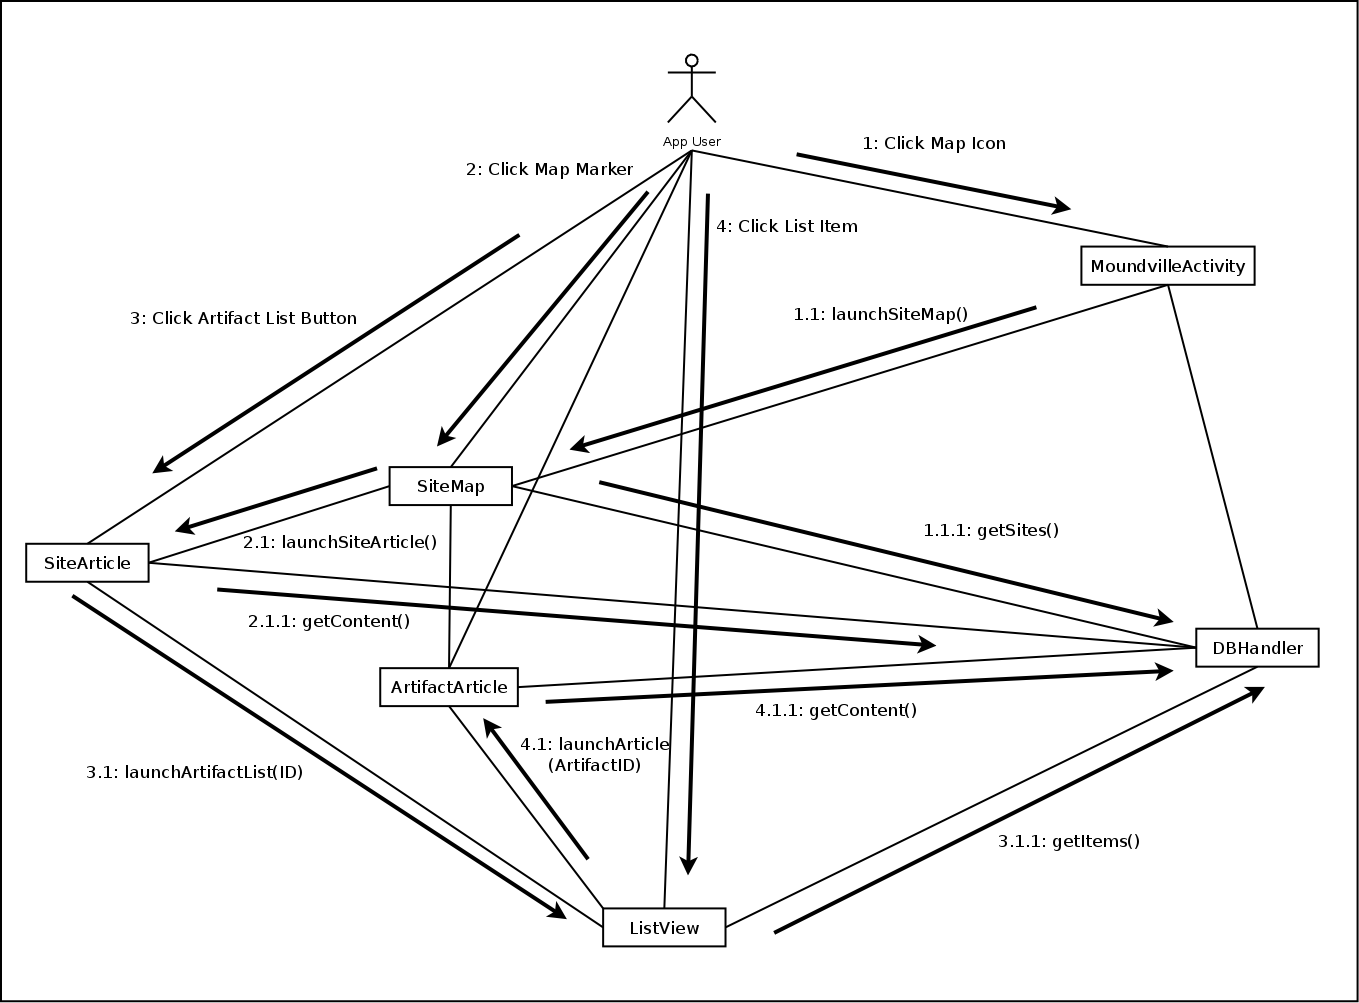 App User
1: Click Map Icon
2: Click Map Marker
4: Click List Item
MoundvilleActivity
3: Click Artifact List Button
1.1: launchSiteMap()
SiteMap
1.1.1: getSites()
2.1: launchSiteArticle()
SiteArticle
2.1.1: getContent()
DBHandler
ArtifactArticle
4.1.1: getContent()
4.1: launchArticle
(ArtifactID)
3.1: launchArtifactList(ID)
3.1.1: getItems()
ListView